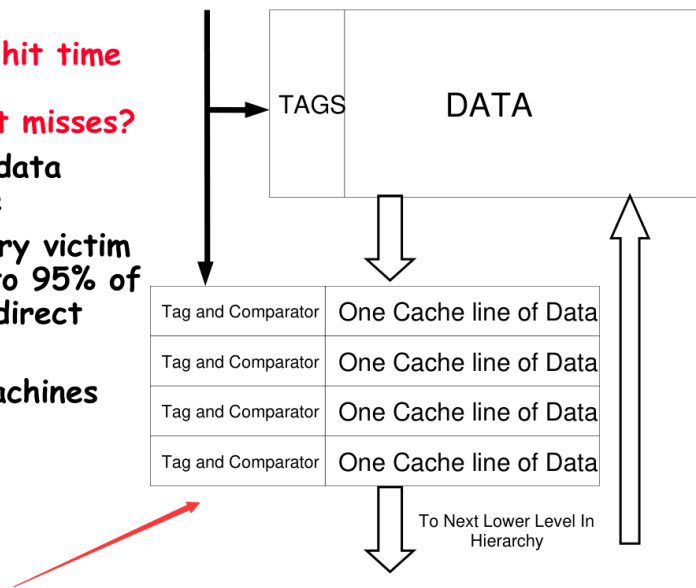 hit time
t misses?
data
e
ry victim
to 95% of
direct
achines
TAGS
DATA
Tag and Comparator One Cache line of Data
Tag and Comparator One Cache line of Data
Tag and Comparator One Cache line of Data
Tag and Comparator One Cache line of Data
To Next Lower Level In
Hierarchy